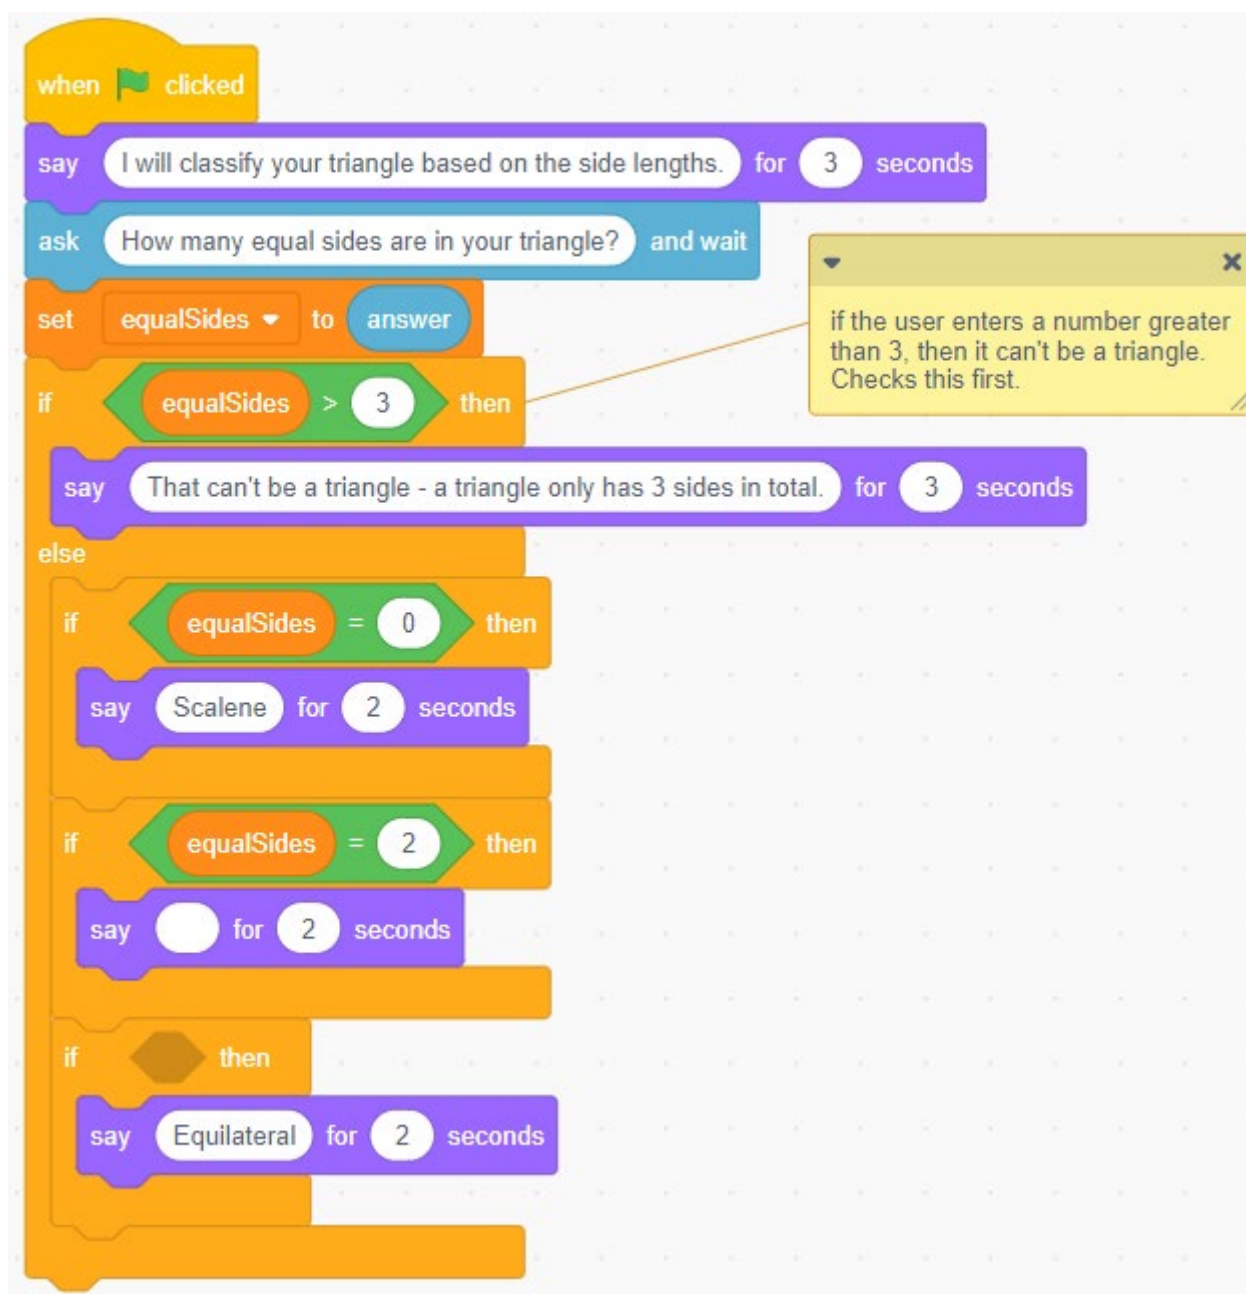 when clicked
say I will classify your triangle based on the side lengths. for 3 seconds
ask How many equal sides are in your triangle? and wait
set equalSides to answer
if the user enters a number greater
than 3, then it can't be a triangle.
Checks this first.
if equalSides > 3 then
say That can't be a triangle - a triangle only has 3 sides in total. for 3 seconds
else
if equalSides = 0 then
say Scalene for 2 seconds
if equalSides = 2 then
say for 2 seconds
if then
say Equilateral for 2 seconds